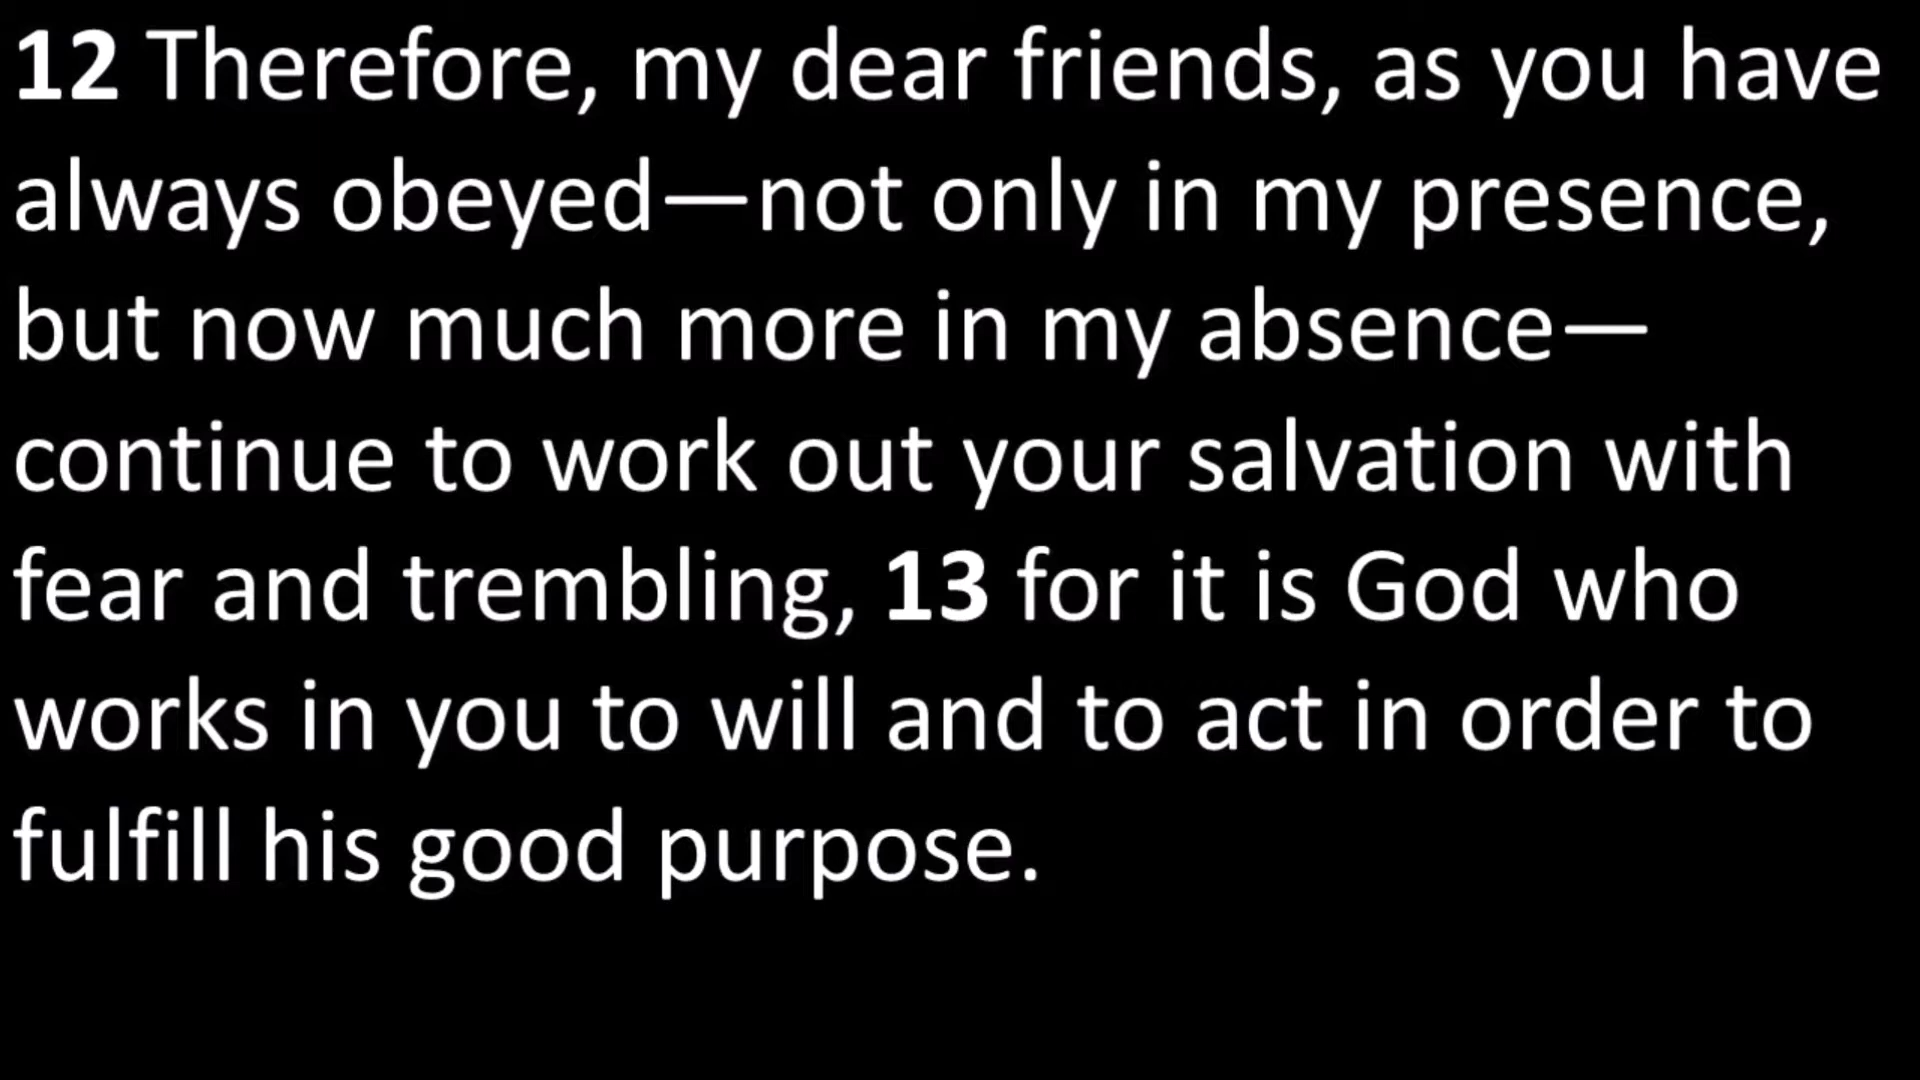 12 Therefore, my dear friends, as you have
always obeyed—not only in my presence,
but now much more in my absence—
continue to work out your salvation with
fear and trembling, 13 for it is God who
works in you to will and to act in order to
fulfill his good purpose.